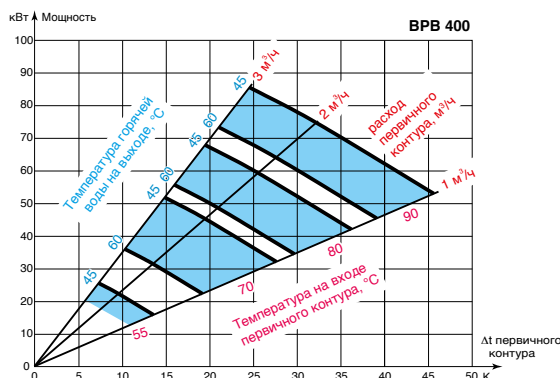 кВт
Мощность
BPB 400
100
90
80
70
60
50
40
30
20
10
0
0
5
10
15
20
25
30
35
40
45
50 K
Δt первичного
контура
Температура горячей
воды на выходе, °C
45
60
45
60
45
60
45
3 м³/ч
2 м³/ч
1 м³/ч
расход
первичного
контура, м³/ч
90
80
70
55
Температура на входе
первичного контура, °C